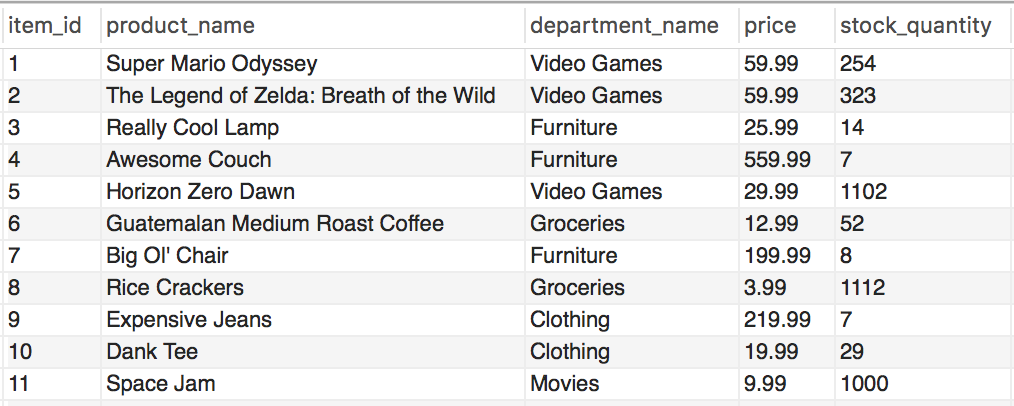 item_id product_name department_name price stock_quantity
1 Super Mario Odyssey Video Games 59.99 254
2 The Legend of Zelda: Breath of the Wild Video Games 59.99 323
3 Really Cool Lamp Furniture 25.99 14
4 Awesome Couch Furniture 559.99 7
5 Horizon Zero Dawn Video Games 29.99 1102
6 Guatemalan Medium Roast Coffee Groceries 12.99 52
7 Big Ol' Chair Furniture 199.99 8
8 Rice Crackers Groceries 3.99 1112
9 Expensive Jeans Clothing 219.99 7
10 Dank Tee Clothing 19.99 29
11 Space Jam Movies 9.99 1000